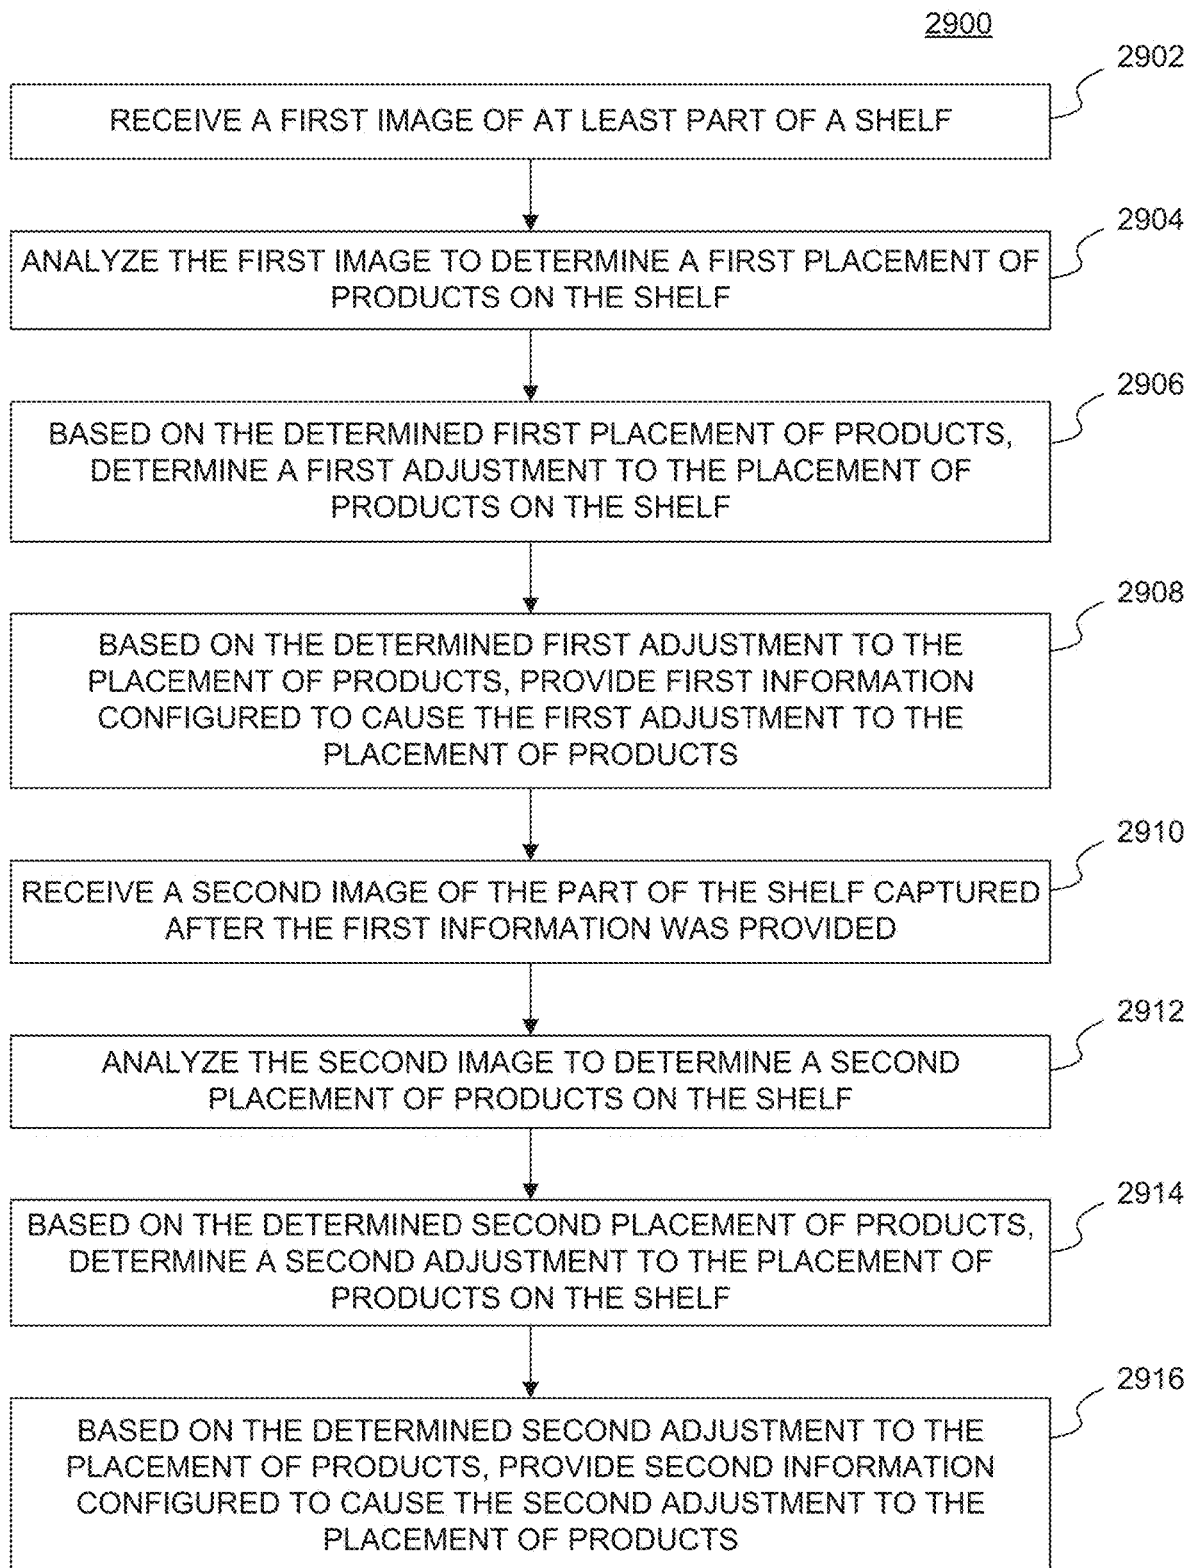 2900
2902
RECEIVE A FIRST IMAGE OF AT LEAST PART OF A SHELF
2904
ANALYZE THE FIRST IMAGE TO DETERMINE A FIRST PLACEMENT OF
PRODUCTS ON THE SHELF
2906
BASED ON THE DETERMINED FIRST PLACEMENT OF PRODUCTS,
DETERMINE A FIRST ADJUSTMENT TO THE PLACEMENT OF
PRODUCTS ON THE SHELF
2908
BASED ON THE DETERMINED FIRST ADJUSTMENT TO THE
PLACEMENT OF PRODUCTS, PROVIDE FIRST INFORMATION
CONFIGURED TO CAUSE THE FIRST ADJUSTMENT TO THE
PLACEMENT OF PRODUCTS
2910
RECEIVE A SECOND IMAGE OF THE PART OF THE SHELF CAPTURED
AFTER THE FIRST INFORMATION WAS PROVIDED
2912
ANALYZE THE SECOND IMAGE TO DETERMINE A SECOND
PLACEMENT OF PRODUCTS ON THE SHELF
2914
BASED ON THE DETERMINED SECOND PLACEMENT OF PRODUCTS,
DETERMINE A SECOND ADJUSTMENT TO THE PLACEMENT OF
PRODUCTS ON THE SHELF
2916
BASED ON THE DETERMINED SECOND ADJUSTMENT TO THE
PLACEMENT OF PRODUCTS, PROVIDE SECOND INFORMATION
CONFIGURED TO CAUSE THE SECOND ADJUSTMENT TO THE
PLACEMENT OF PRODUCTS